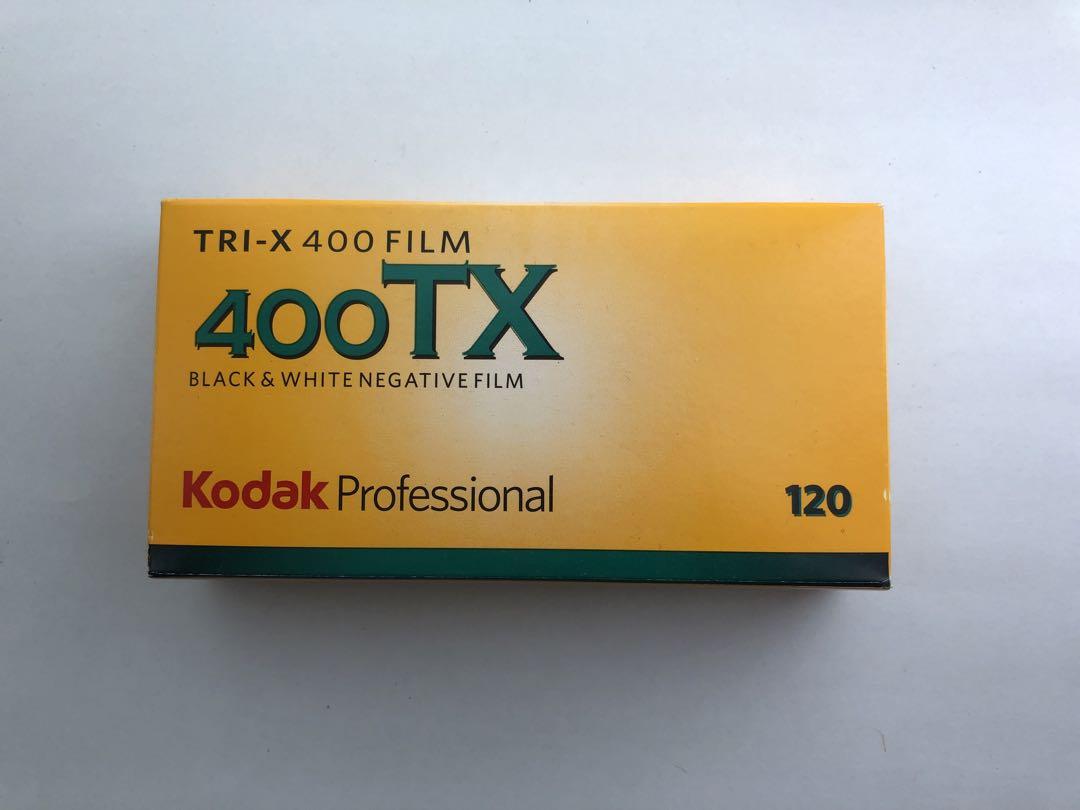 TRI-X 400 FILM
400TX
BLACK & WHITE NEGATIVE FILM
Kodak Professional
120